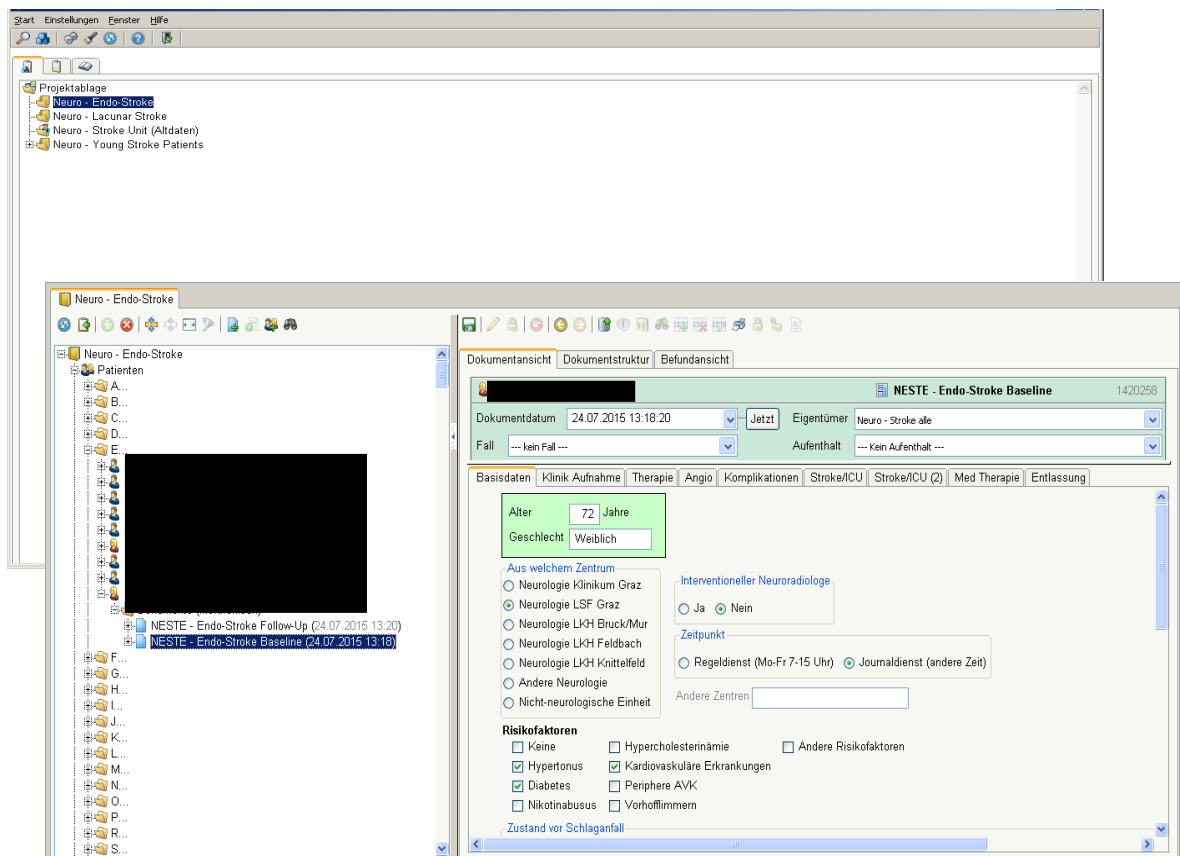 Start Einstellungen Fenster Hilfe
Projektablage
Neuro - Endo-Stroke
Neuro - Lacunar Stroke
Neuro - Stroke Unit (Altdaten)
Neuro - Young Stroke Patients
Neuro - Endo-Stroke
Neuro - Endo-Stroke
Patienten
A...
B...
C...
D...
E...
NESTE - Endo-Stroke Follow-Up (24.07.2015 13:20)
NESTE - Endo-Stroke Baseline (24.07.2015 13:18)
F...
G...
H...
I...
J...
K...
L...
M...
N...
O...
P...
R...
S...
Dokumentansicht Dokumentstruktur Befundansicht
NESTE - Endo-Stroke Baseline 1420258
Dokumentdatum 24.07.2015 13:18:20 Jetzt Eigentümer Neuro - Stroke alle
Fall --- kein Fall --- Aufenthalt --- Kein Aufenthalt ---
Basisdaten Klinik Aufnahme Therapie Angio Komplikationen Stroke/ICU Stroke/ICU (2) Med Therapie Entlassung
Alter 72 Jahre
Geschlecht Weiblich
Aus welchem Zentrum
Neurologie Klinikum Graz
Neurologie LSF Graz
Neurologie LKH Bruck/Mur
Neurologie LKH Feldbach
Neurologie LKH Knittelfeld
Andere Neurologie
Nicht-neurologische Einheit
Interventioneller Neuroradiologe
Ja Nein
Zeitpunkt
Regeldienst (Mo-Fr 7-15 Uhr) Journaldienst (andere Zeit)
Andere Zentren
Risikofaktoren
Keine Hypercholesterinämie Andere Risikofaktoren
Hypertonus Kardiovaskuläre Erkrankungen
Diabetes Periphere AVK
Nikotinabusus Vorhofflimmern
Zustand vor Schlaganfall